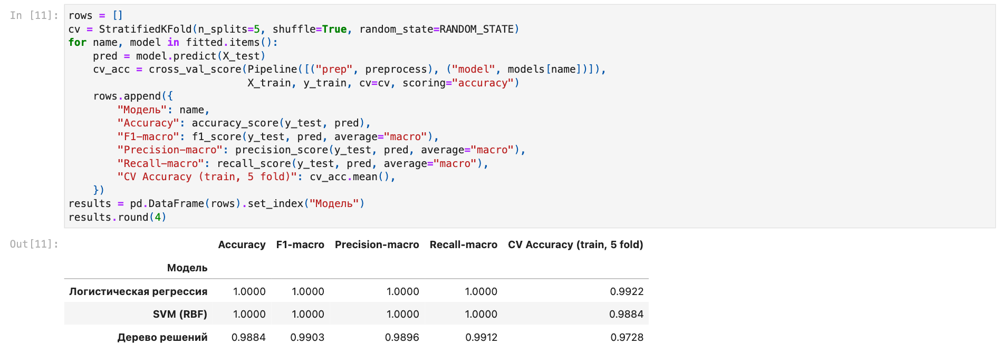 In [11]:
rows = []
cv = StratifiedKFold(n_splits=5, shuffle=True, random_state=RANDOM_STATE)
for name, model in fitted.items():
    pred = model.predict(X_test)
    cv_acc = cross_val_score(Pipeline([("prep", preprocess), ("model", models[name])]),
                             X_train, y_train, cv=cv, scoring="accuracy")
    rows.append({
        "Модель": name,
        "Accuracy": accuracy_score(y_test, pred),
        "F1-macro": f1_score(y_test, pred, average="macro"),
        "Precision-macro": precision_score(y_test, pred, average="macro"),
        "Recall-macro": recall_score(y_test, pred, average="macro"),
        "CV Accuracy (train, 5 fold)": cv_acc.mean(),
    })
results = pd.DataFrame(rows).set_index("Модель")
results.round(4)
Out[11]:
Accuracy F1-macro Precision-macro Recall-macro CV Accuracy (train, 5 fold)
Модель
Логистическая регрессия 1.0000 1.0000 1.0000 1.0000 0.9922
SVM (RBF) 1.0000 1.0000 1.0000 1.0000 0.9884
Дерево решений 0.9884 0.9903 0.9896 0.9912 0.9728